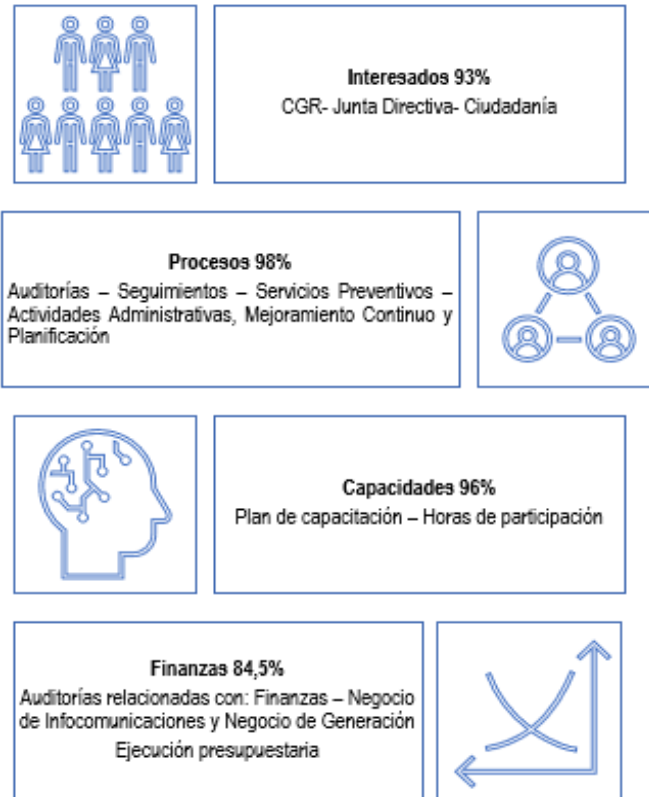 Interesados 93%
CGR- Junta Directiva- Ciudadanía
Procesos 98%
Auditorías – Seguimientos – Servicios Preventivos –
Actividades Administrativas, Mejoramiento Continuo y
Planificación
Capacidades 96%
Plan de capacitación – Horas de participación
Finanzas 84,5%
Auditorías relacionadas con: Finanzas – Negocio
de Infocomunicaciones y Negocio de Generación
Ejecución presupuestaria